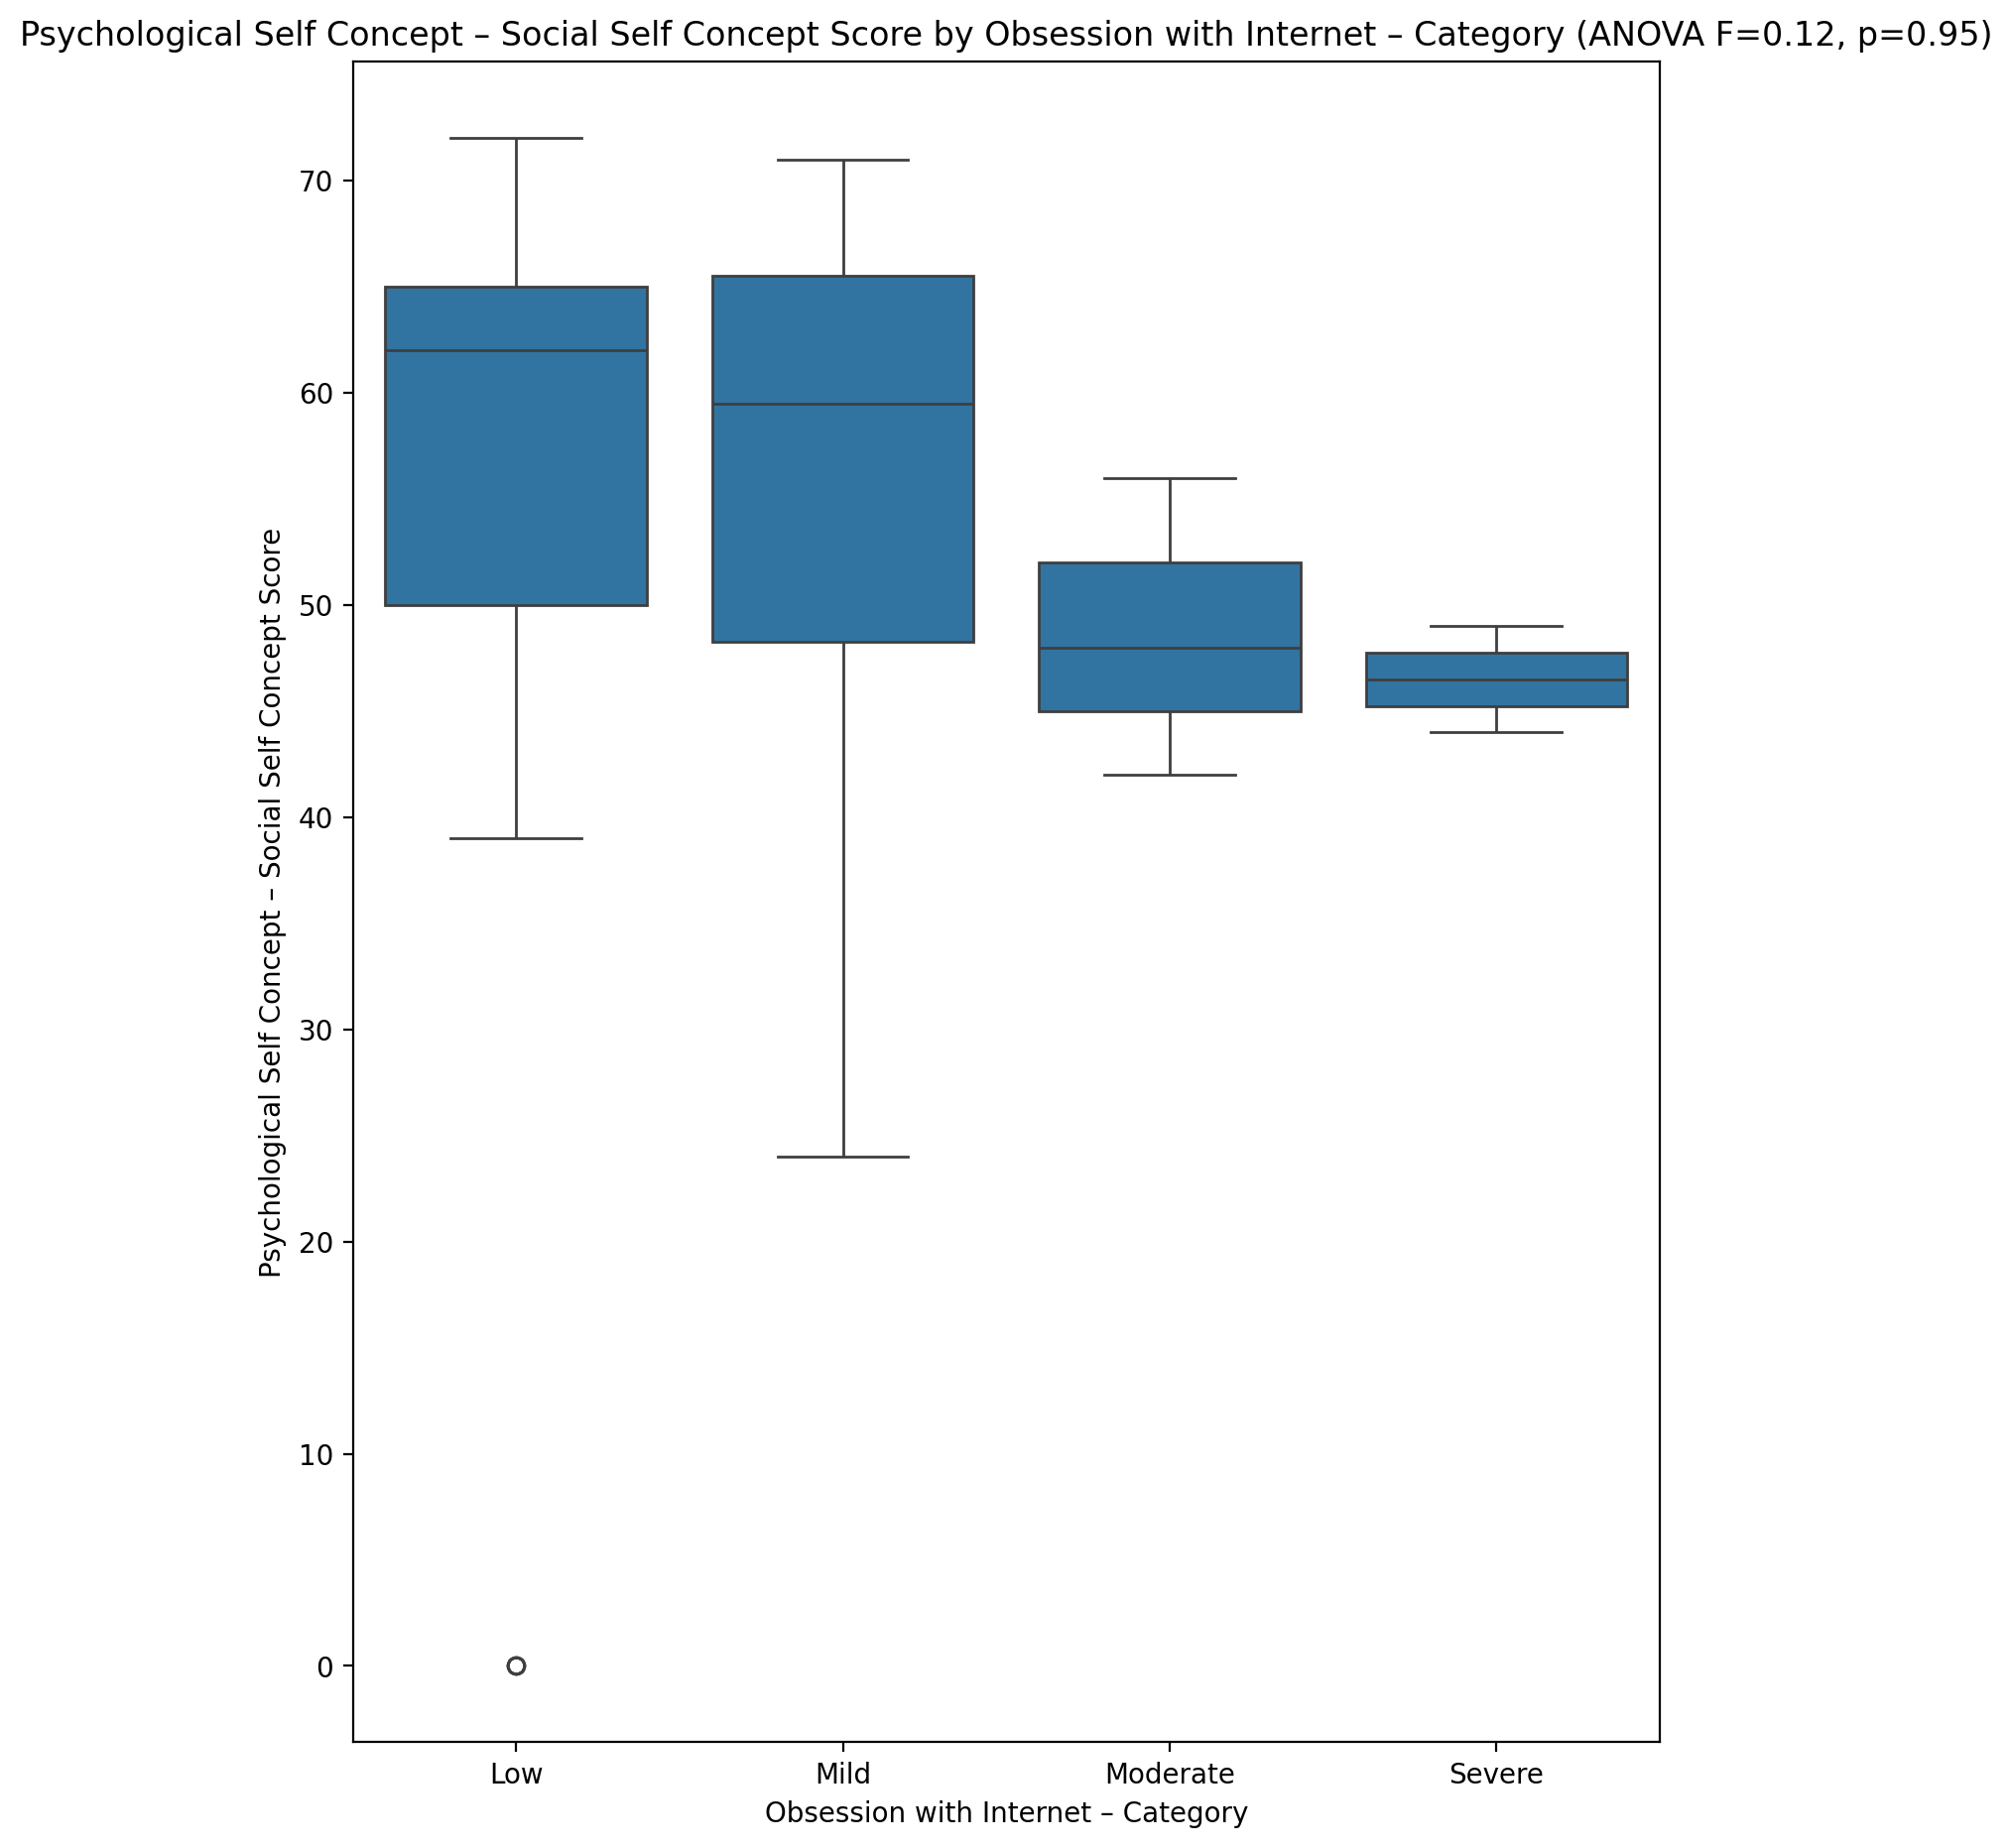 Psychological Self Concept – Social Self Concept Score by Obsession with Internet – Category (ANOVA F=0.12, p=0.95)
Psychological Self Concept – Social Self Concept Score
70
60
50
40
30
20
10
0
Low
Mild
Moderate
Severe
Obsession with Internet – Category